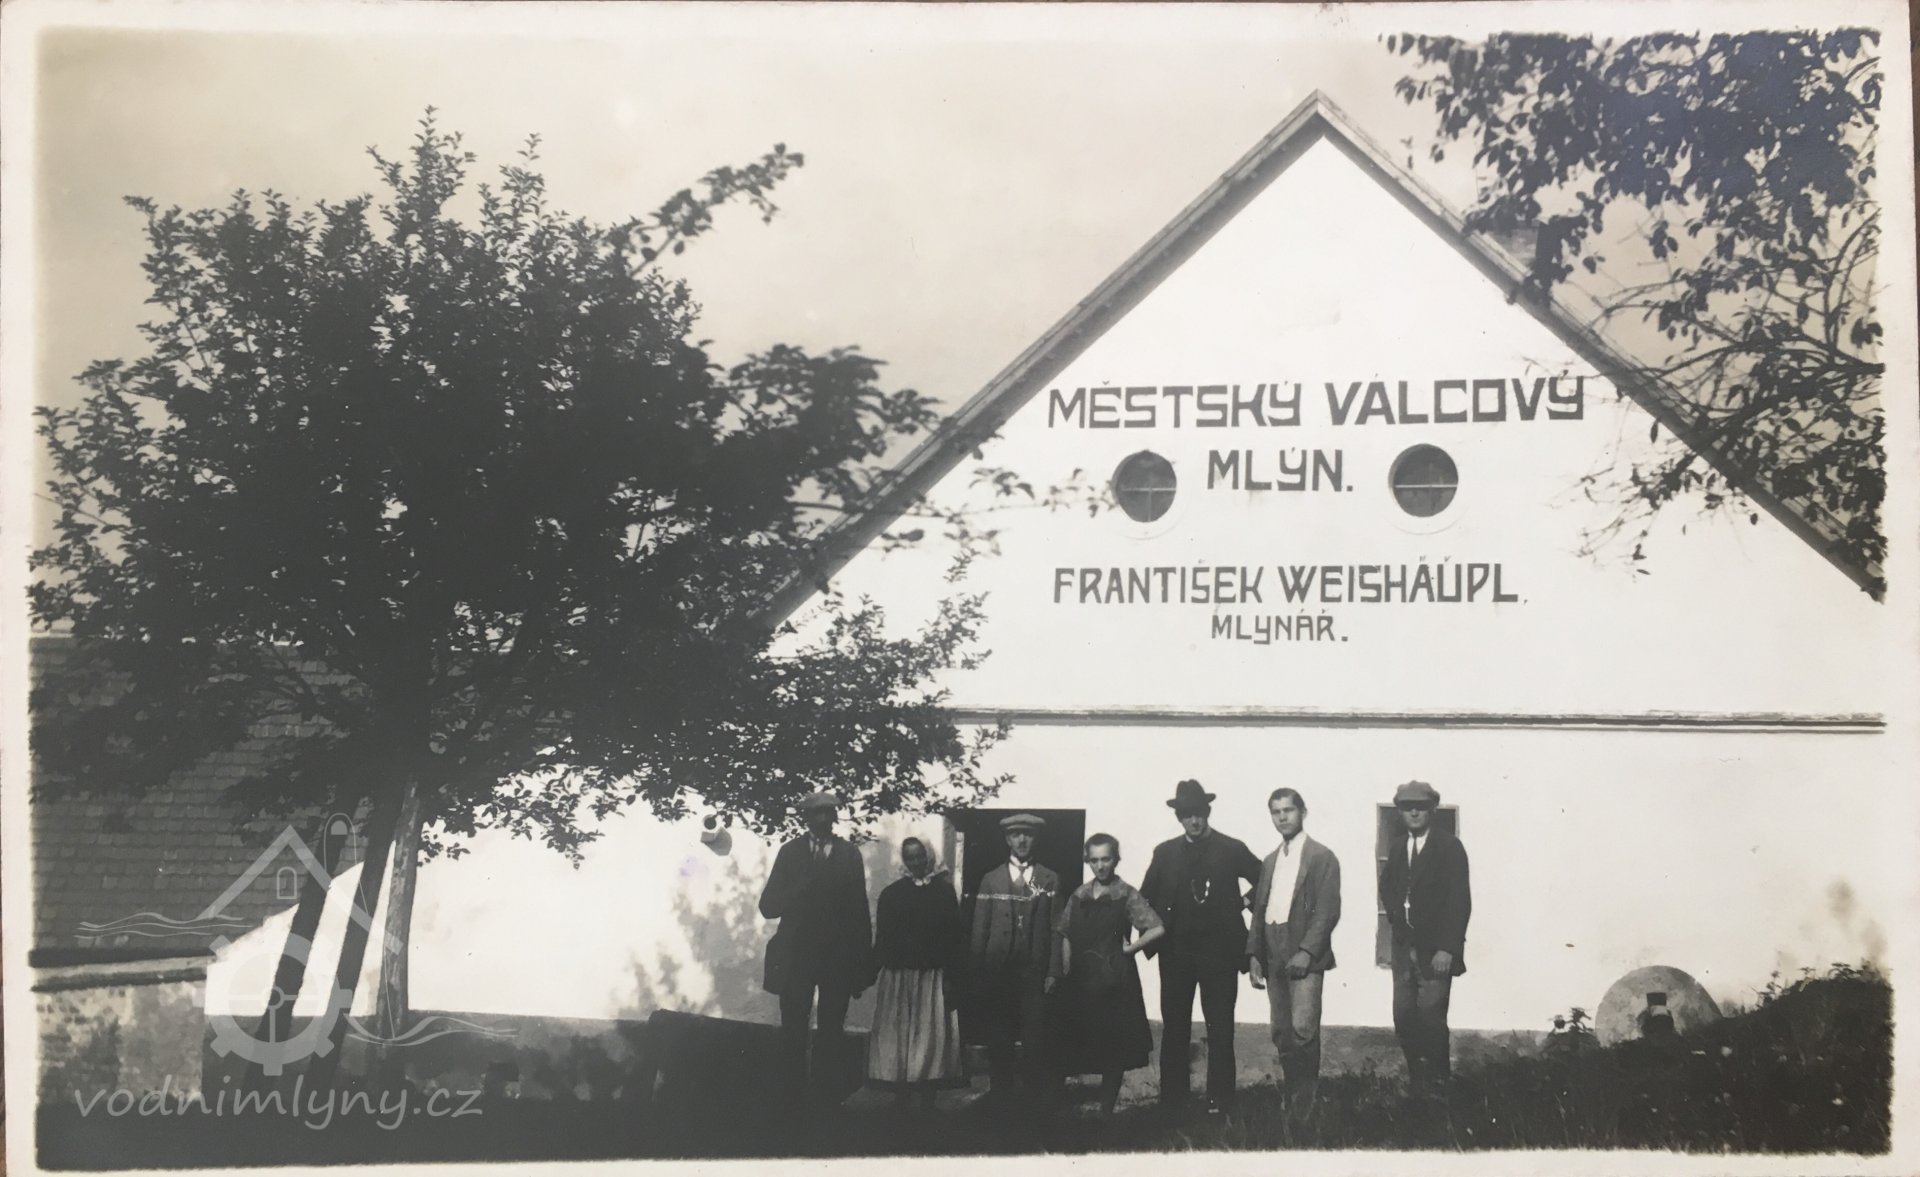 MĚSTSKÝ VÁLCOVÝ
MLÝN.
FRANTIŠEK WEISHÄUPL,
MLYNÁŘ.
vodnimlyny.cz